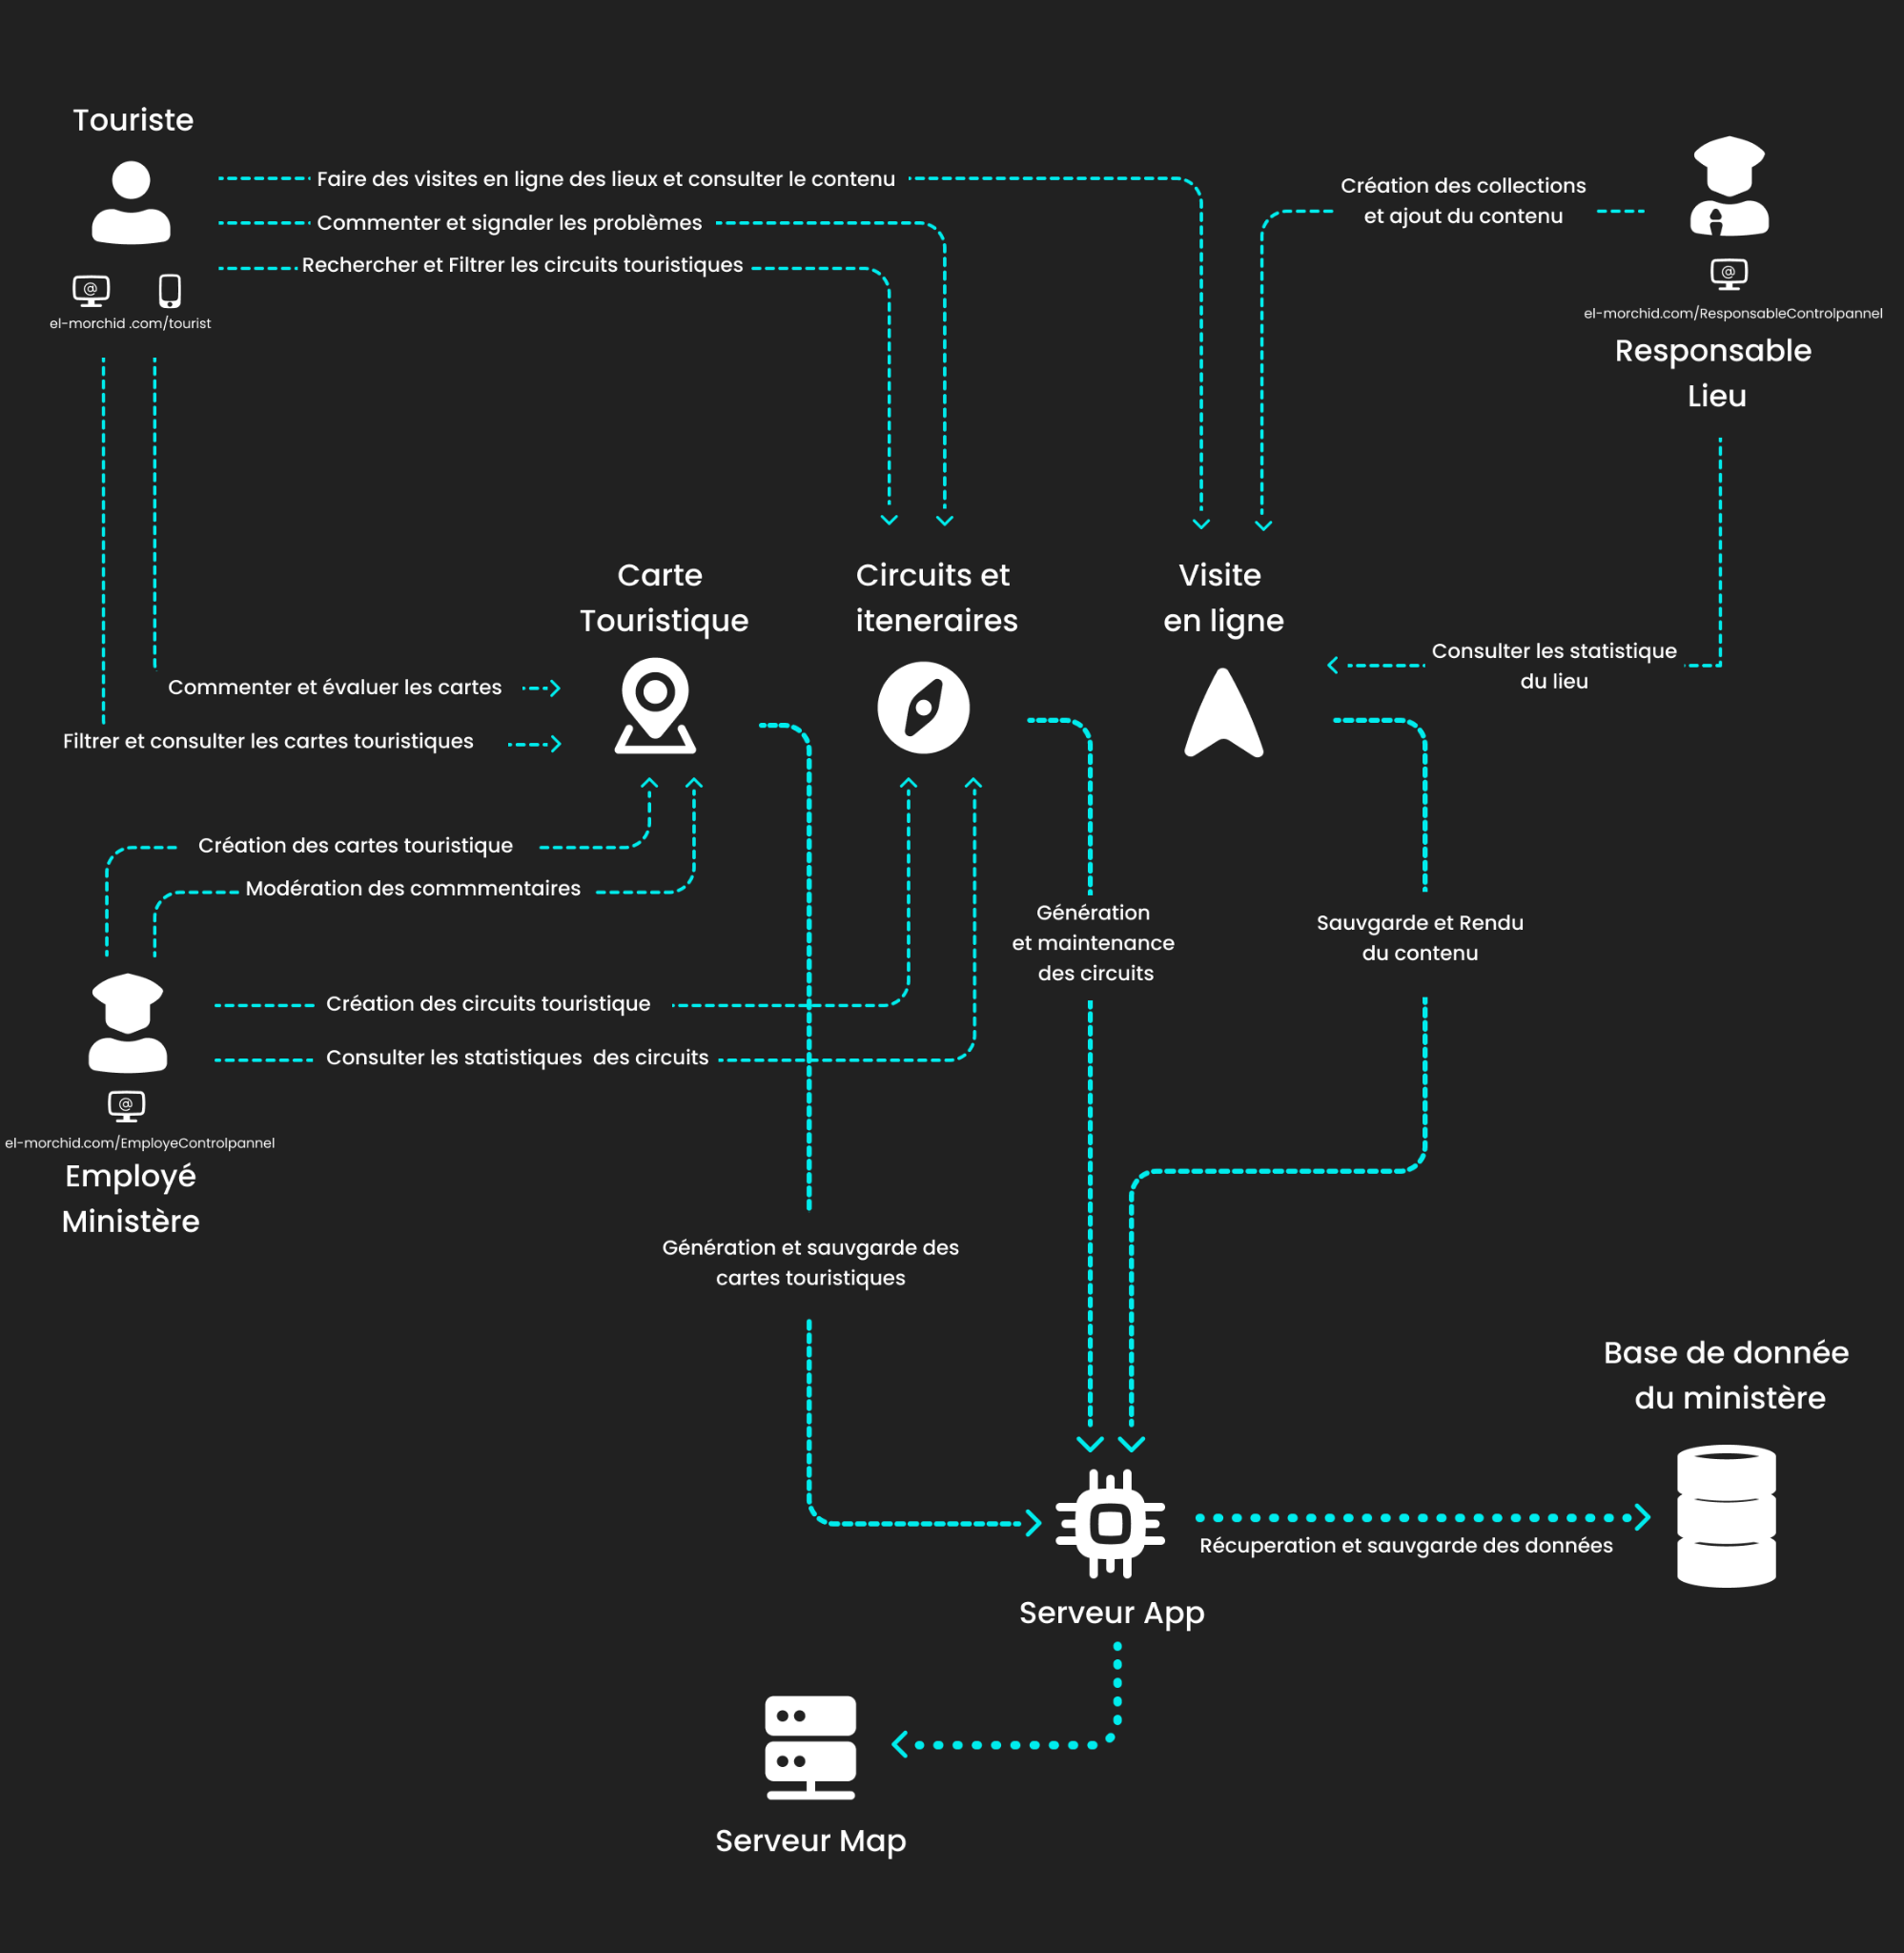 Touriste
Faire des visites en ligne des lieux et consulter le contenu
Commenter et signaler les problèmes
Rechercher et Filtrer les circuits touristiques
@
el-morchid .com/tourist
Création des collections
et ajout du contenu
@
el-morchid.com/ResponsableControlpannel
Responsable
Lieu
Carte
Touristique
Circuits et
iteneraires
Visite
en ligne
Consulter les statistique
du lieu
Commenter et évaluer les cartes
Filtrer et consulter les cartes touristiques
Création des cartes touristique
Modération des commmentaires
Génération
et maintenance
des circuits
Sauvgarde et Rendu
du contenu
Création des circuits touristique
Consulter les statistiques  des circuits
@
el-morchid.com/EmployeControlpannel
Employé
Ministère
Génération et sauvgarde des
cartes touristiques
Base de donnée
du ministère
Récuperation et sauvgarde des données
Serveur App
Serveur Map